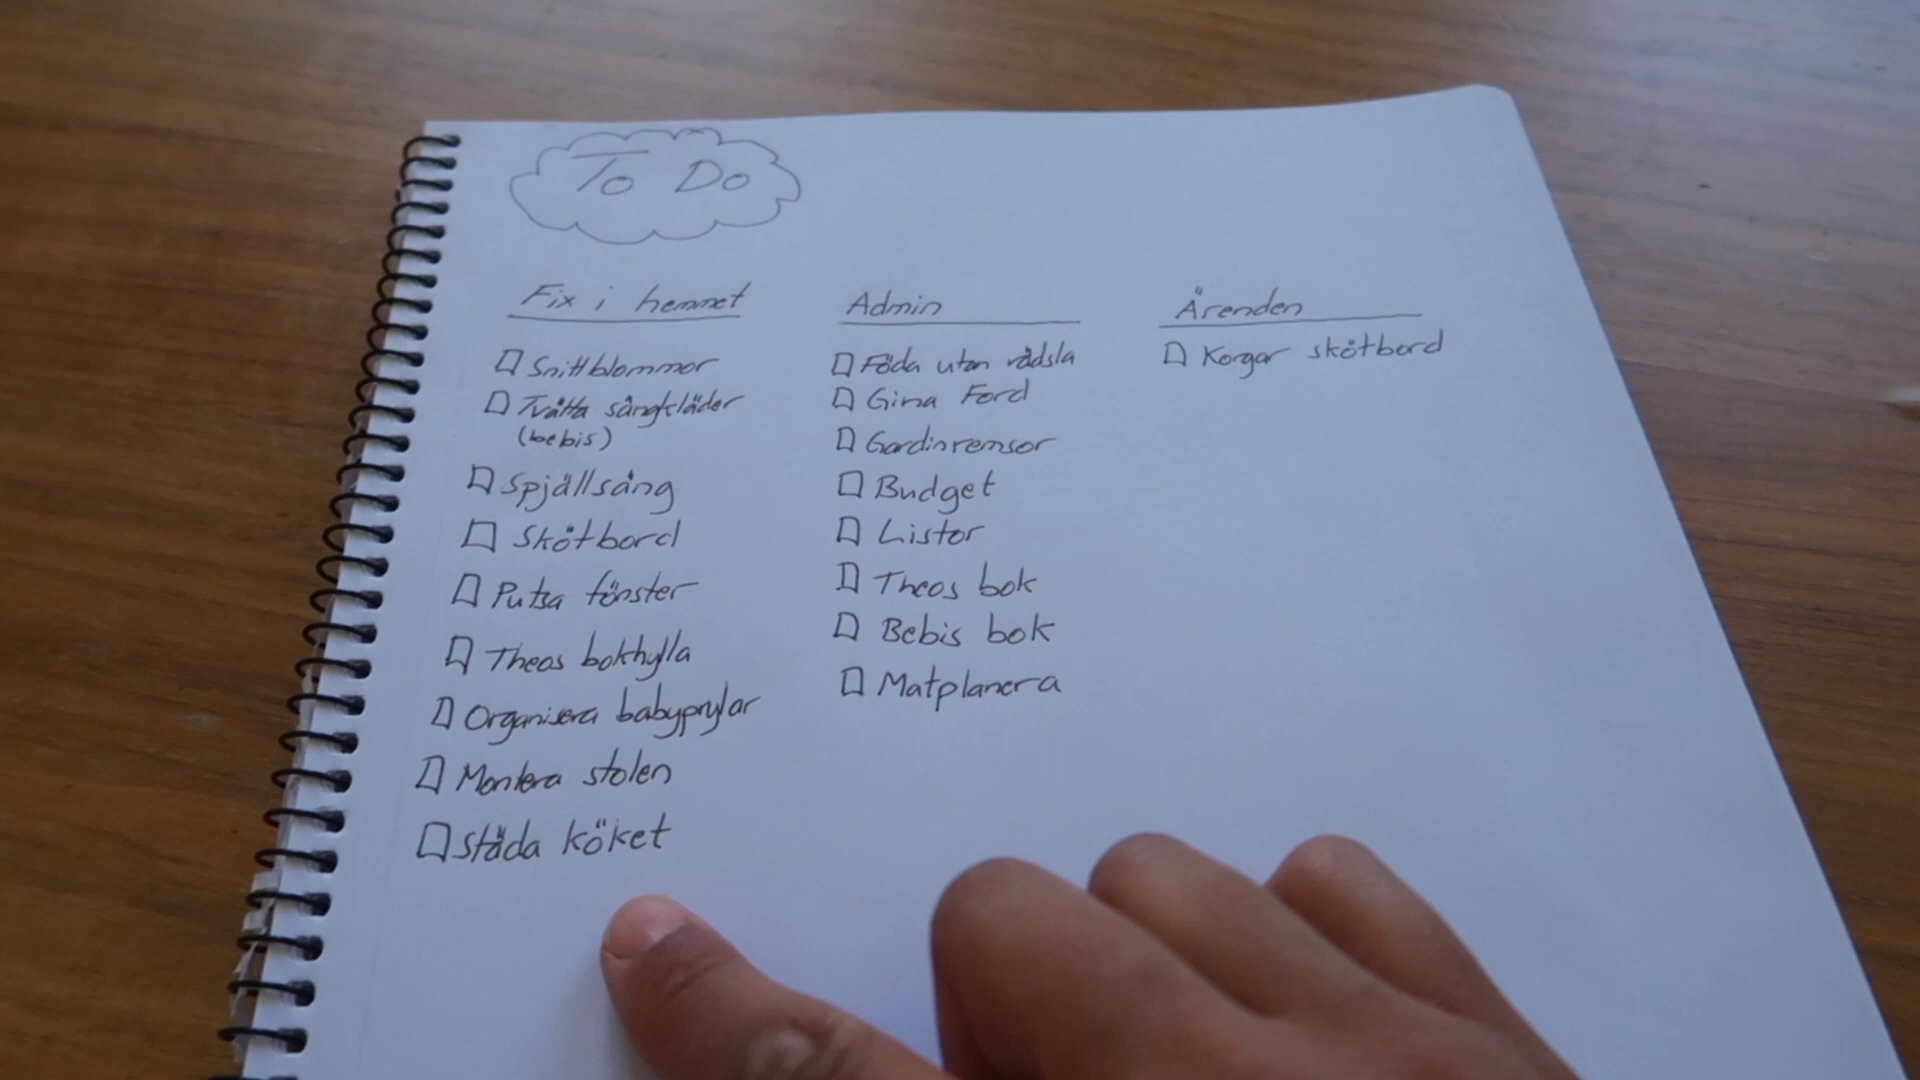 To Do
Fix i hemmet
☐ Snittblommor
☐ Tvätta sängkläder
(bebis)
☐ Spjällsäng
☐ Skötbord
☐ Putsa fönster
☐ Theos bokhylla
☐ Organisera babyprylar
☐ Montera stolen
☐ Städa köket
Admin
☐ Föda utan rädsla
☐ Gina Ford
☐ Gardinremsor
☐ Budget
☐ Listor
☐ Theos bok
☐ Bebis bok
☐ Matplanera
Ärenden
☐ Korgar skötbord